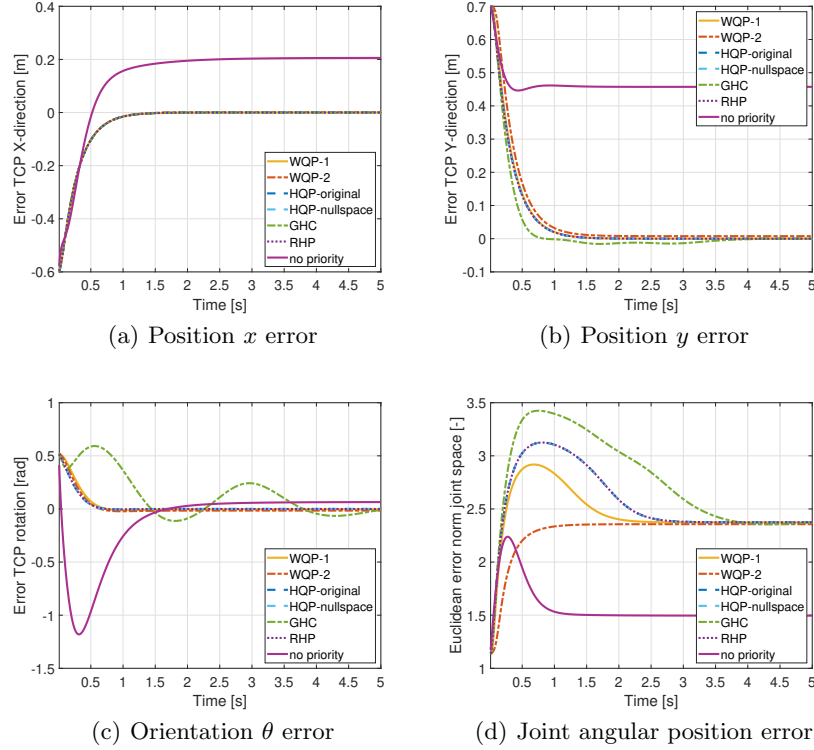 Error TCP X-direction [m]
0.4
0.2
0
-0.2
-0.4
-0.6
WQP-1
WQP-2
HQP-original
HQP-nullspace
GHC
RHP
no priority
0.5 1 1.5 2 2.5 3 3.5 4 4.5 5
Time [s]
(a) Position x error
Error TCP Y-direction [m]
0.7
0.6
0.5
0.4
0.3
0.2
0.1
0
-0.1
WQP-1
WQP-2
HQP-original
HQP-nullspace
GHC
RHP
no priority
0.5 1 1.5 2 2.5 3 3.5 4 4.5 5
Time [s]
(b) Position y error
Error TCP rotation [rad]
1
0.5
0
-0.5
-1
-1.5
WQP-1
WQP-2
HQP-original
HQP-nullspace
GHC
RHP
no priority
0.5 1 1.5 2 2.5 3 3.5 4 4.5 5
Time [s]
(c) Orientation θ error
Euclidean error norm joint space [-]
3.5
3
2.5
2
1.5
1
WQP-1
WQP-2
HQP-original
HQP-nullspace
GHC
RHP
no priority
0.5 1 1.5 2 2.5 3 3.5 4 4.5 5
Time [s]
(d) Joint angular position error